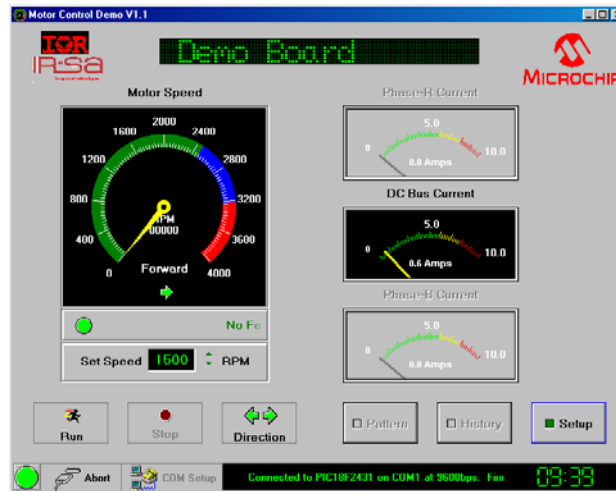 Motor Control Demo V1.1
IOR
IR-Sa
Demo Board
MICROCHIP
Motor Speed
0
400
800
1200
1600
2000
2400
2800
3200
3600
4000
RPM
00000
Forward
No Fa
Set Speed 1500 RPM
Phase-R Current
0
5.0
10.0
0.0 Amps
DC Bus Current
0
5.0
10.0
0.6 Amps
Phase-B Current
0
5.0
10.0
0.0 Amps
Run
Stop
Direction
Pattern
History
Setup
Abort
COM Setup
Connected to PIC18F2431 on COM1 at 9600bps.
09:39